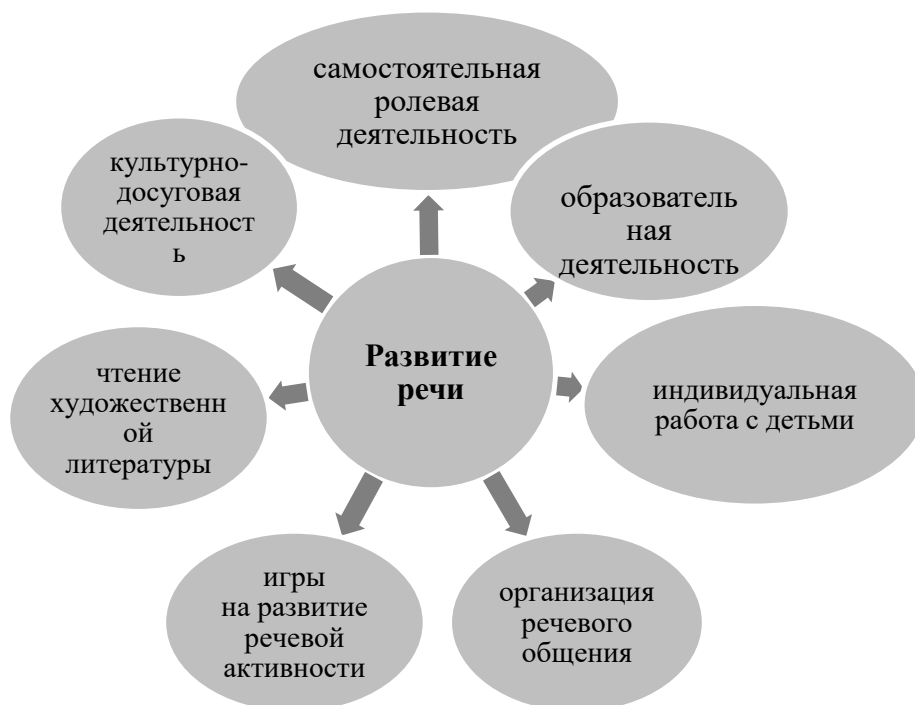 самостоятельная
ролевая
деятельность
культурно-
досуговая
деятельност
ь
образователь
ная
деятельность
Развитие
речи
чтение
художественн
ой
литературы
индивидуальная
работа с детьми
игры
на развитие
речевой
активности
организация
речевого
общения